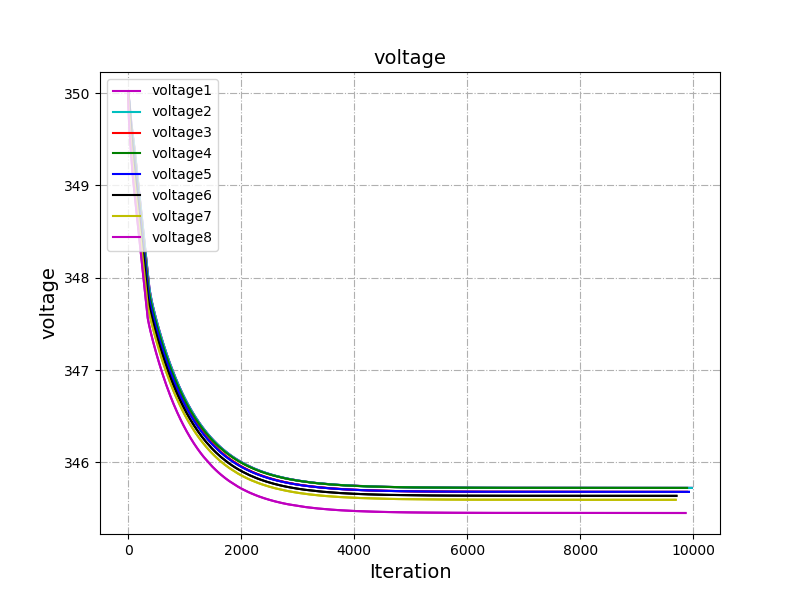 voltage
voltage
350
349
348
347
346
voltage1
voltage2
voltage3
voltage4
voltage5
voltage6
voltage7
voltage8
0
2000
4000
6000
8000
10000
Iteration